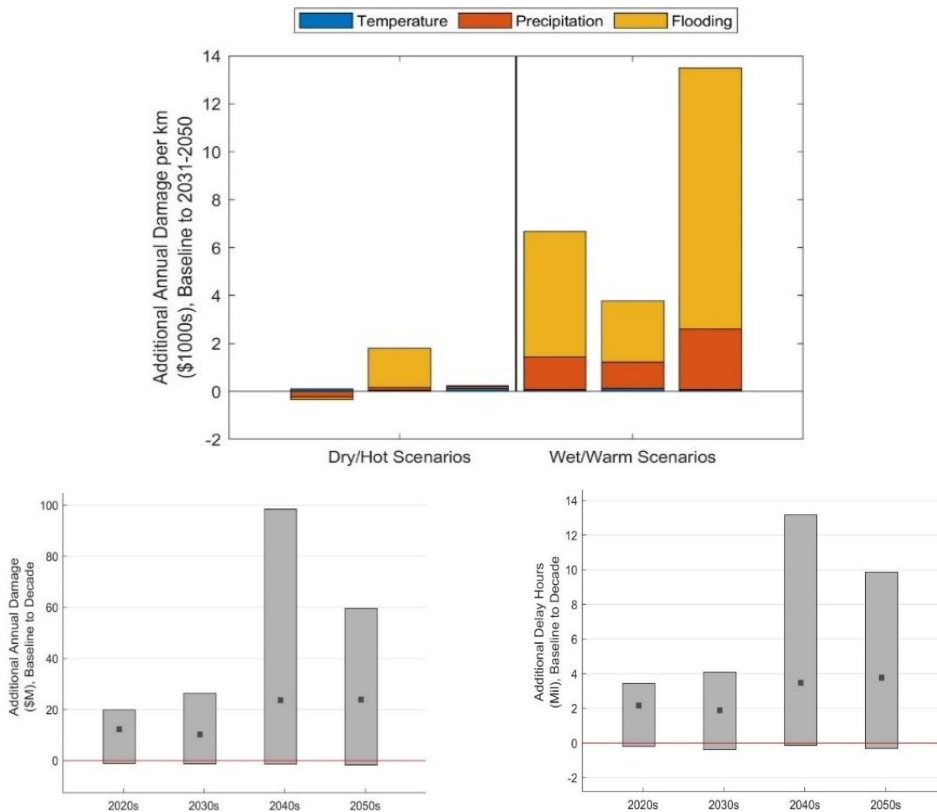 Temperature Precipitation Flooding
Additional Annual Damage per km
($1000s), Baseline to 2031-2050
14
12
10
8
6
4
2
0
-2
Dry/Hot Scenarios Wet/Warm Scenarios
Additional Annual Damage
($M), Baseline to Decade
100
80
60
40
20
0
2020s 2030s 2040s 2050s
Additional Delay Hours
(Mil), Baseline to Decade
14
12
10
8
6
4
2
0
-2
2020s 2030s 2040s 2050s